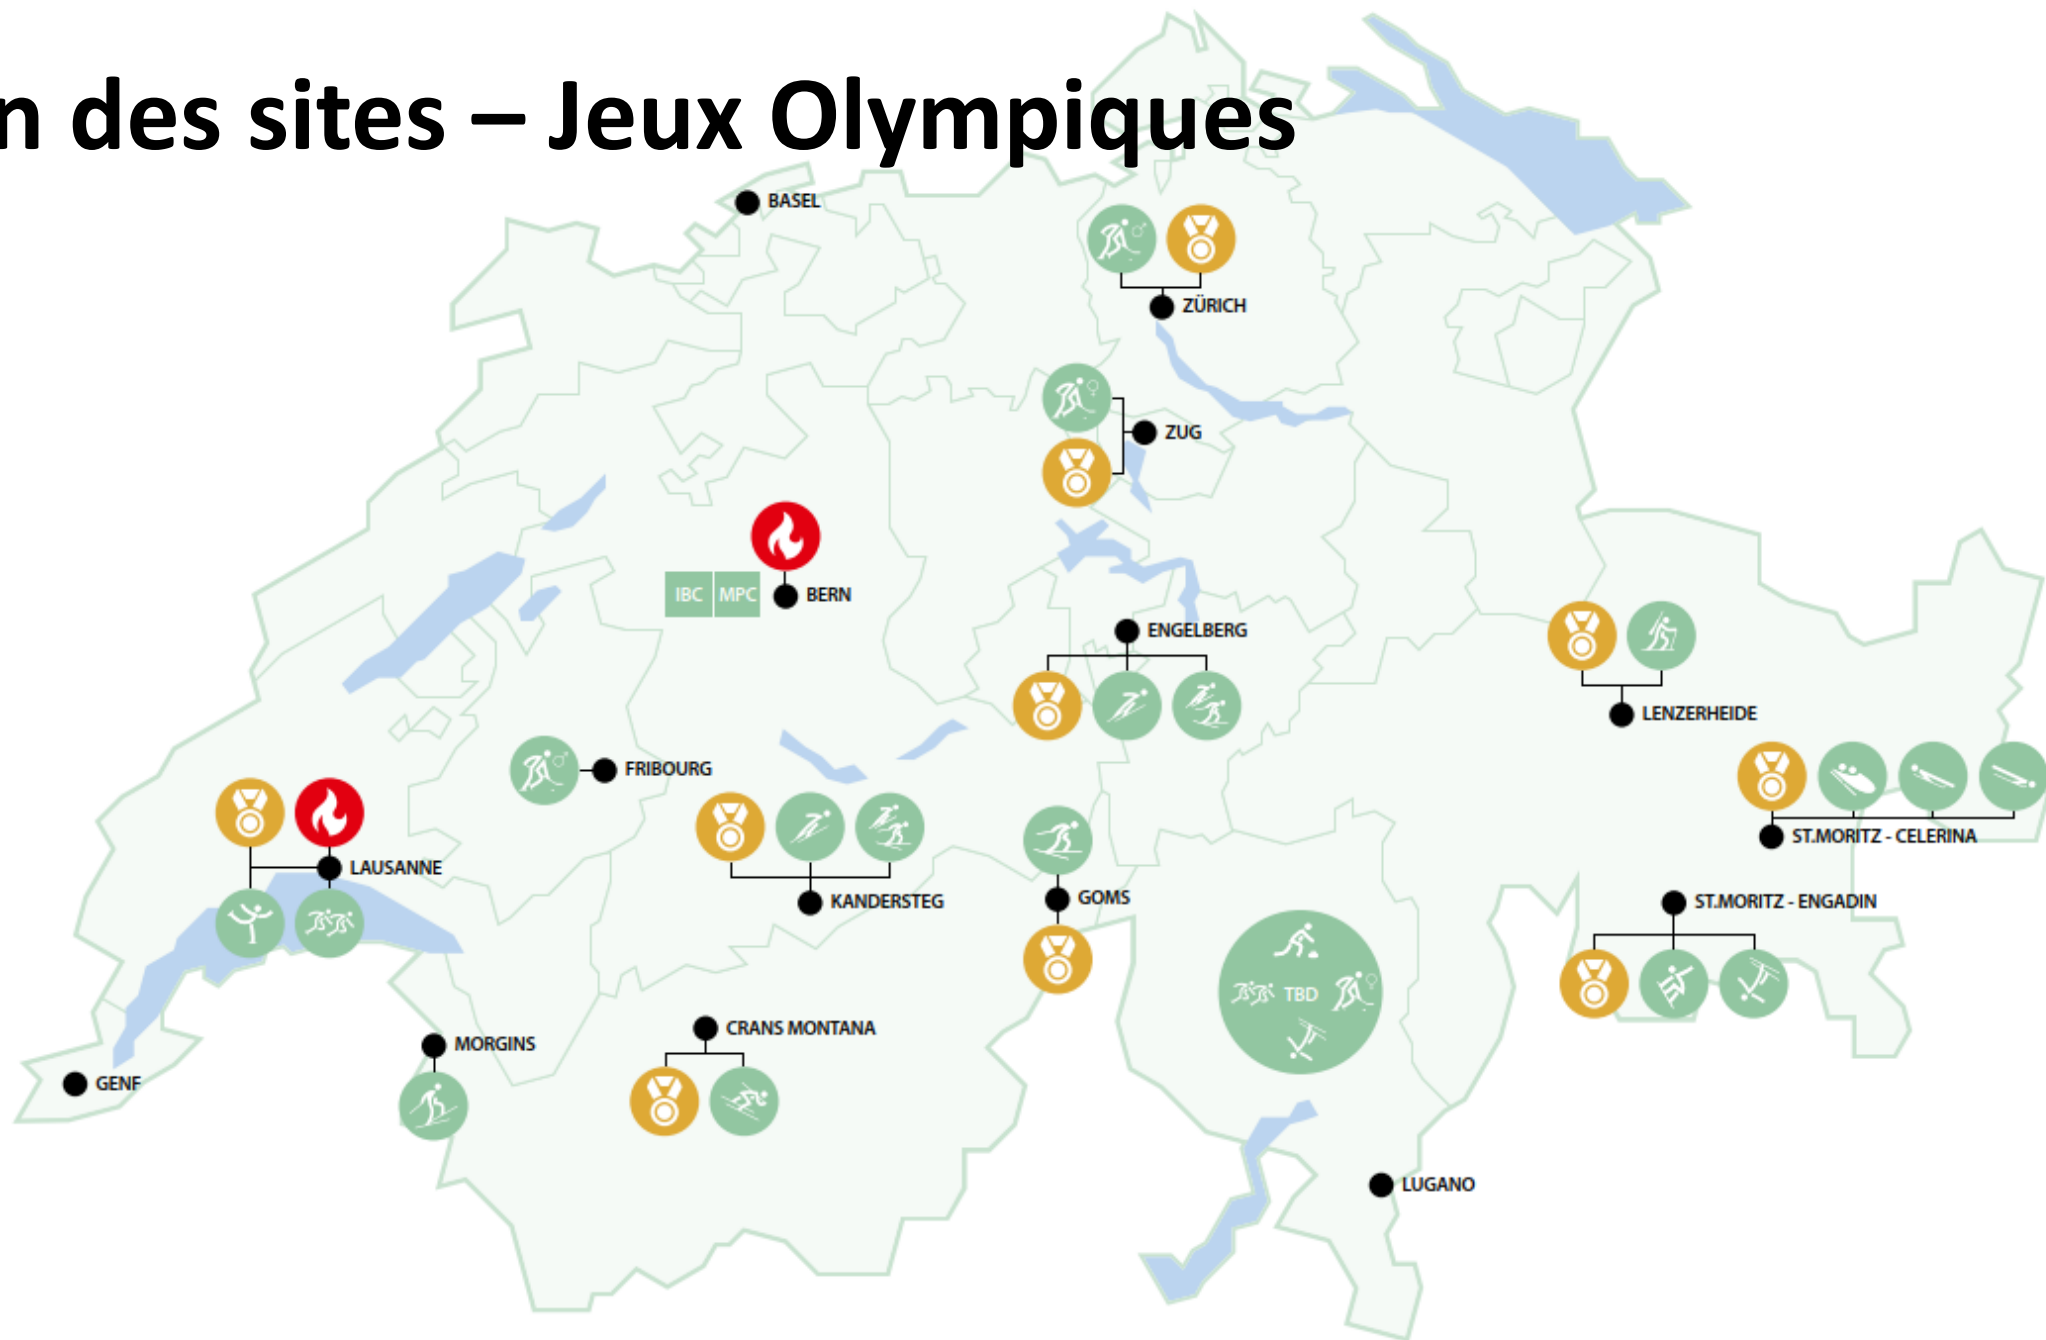 n des sites – Jeux Olympiques
BASEL
ZÜRICH
ZUG
IBC MPC BERN
ENGELBERG
LENZERHEIDE
FRIBOURG
ST.MORITZ - CELERINA
LAUSANNE
KANDERSTEG
GOMS
ST.MORITZ - ENGADIN
TBD
CRANS MONTANA
MORGINS
GENF
LUGANO